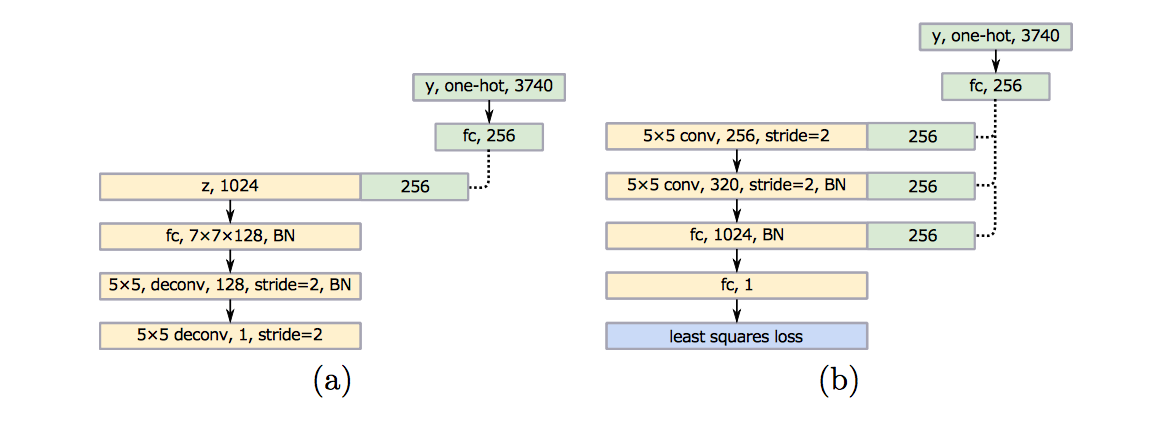 y, one-hot, 3740
fc, 256
z, 1024
256
fc, 7×7×128, BN
5×5, deconv, 128, stride=2, BN
5×5 deconv, 1, stride=2
(a)
y, one-hot, 3740
fc, 256
5×5 conv, 256, stride=2
256
5×5 conv, 320, stride=2, BN
256
fc, 1024, BN
256
fc, 1
least squares loss
(b)